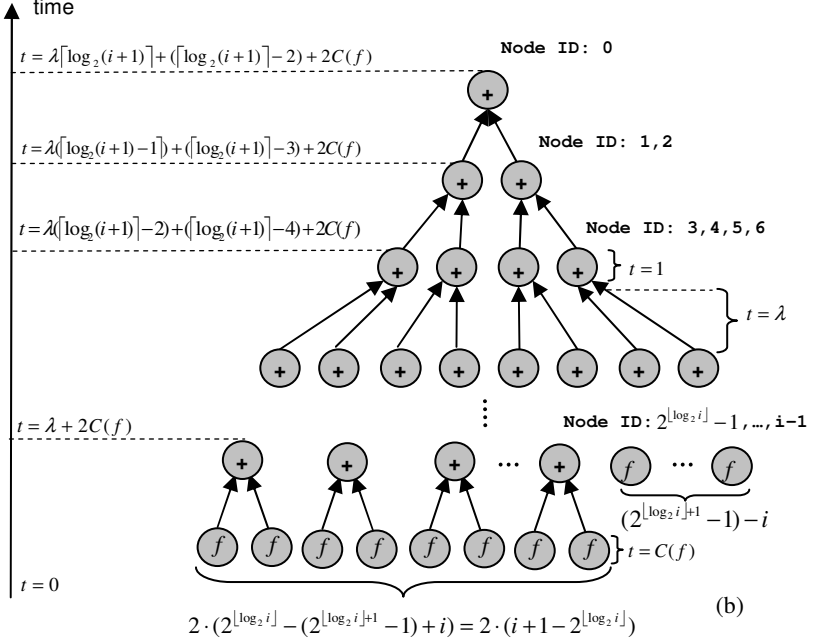 time
t = λ⌈log₂(i+1)⌉ + (⌈log₂(i+1)⌉ − 2) + 2C(f)
Node ID: 0
+
t = λ(⌈log₂(i+1) − 1⌉) + (⌈log₂(i+1)⌉ − 3) + 2C(f)
Node ID: 1,2
+ +
t = λ(⌈log₂(i+1)⌉ − 2) + (⌈log₂(i+1)⌉ − 4) + 2C(f)
Node ID: 3,4,5,6
+ + + +
t = 1
t = λ
+ + + + + + + +
⋮
t = λ + 2C(f)
Node ID: 2^{⌊log₂ i⌋} − 1,…,i−1
+ + + ... + f ... f
(2^{⌊log₂ i⌋+1} − 1) − i
f f f f f f f f
t = C(f)
t = 0
2·(2^{⌊log₂ i⌋} − (2^{⌊log₂ i⌋+1} − 1) + i) = 2·(i + 1 − 2^{⌊log₂ i⌋})
(b)